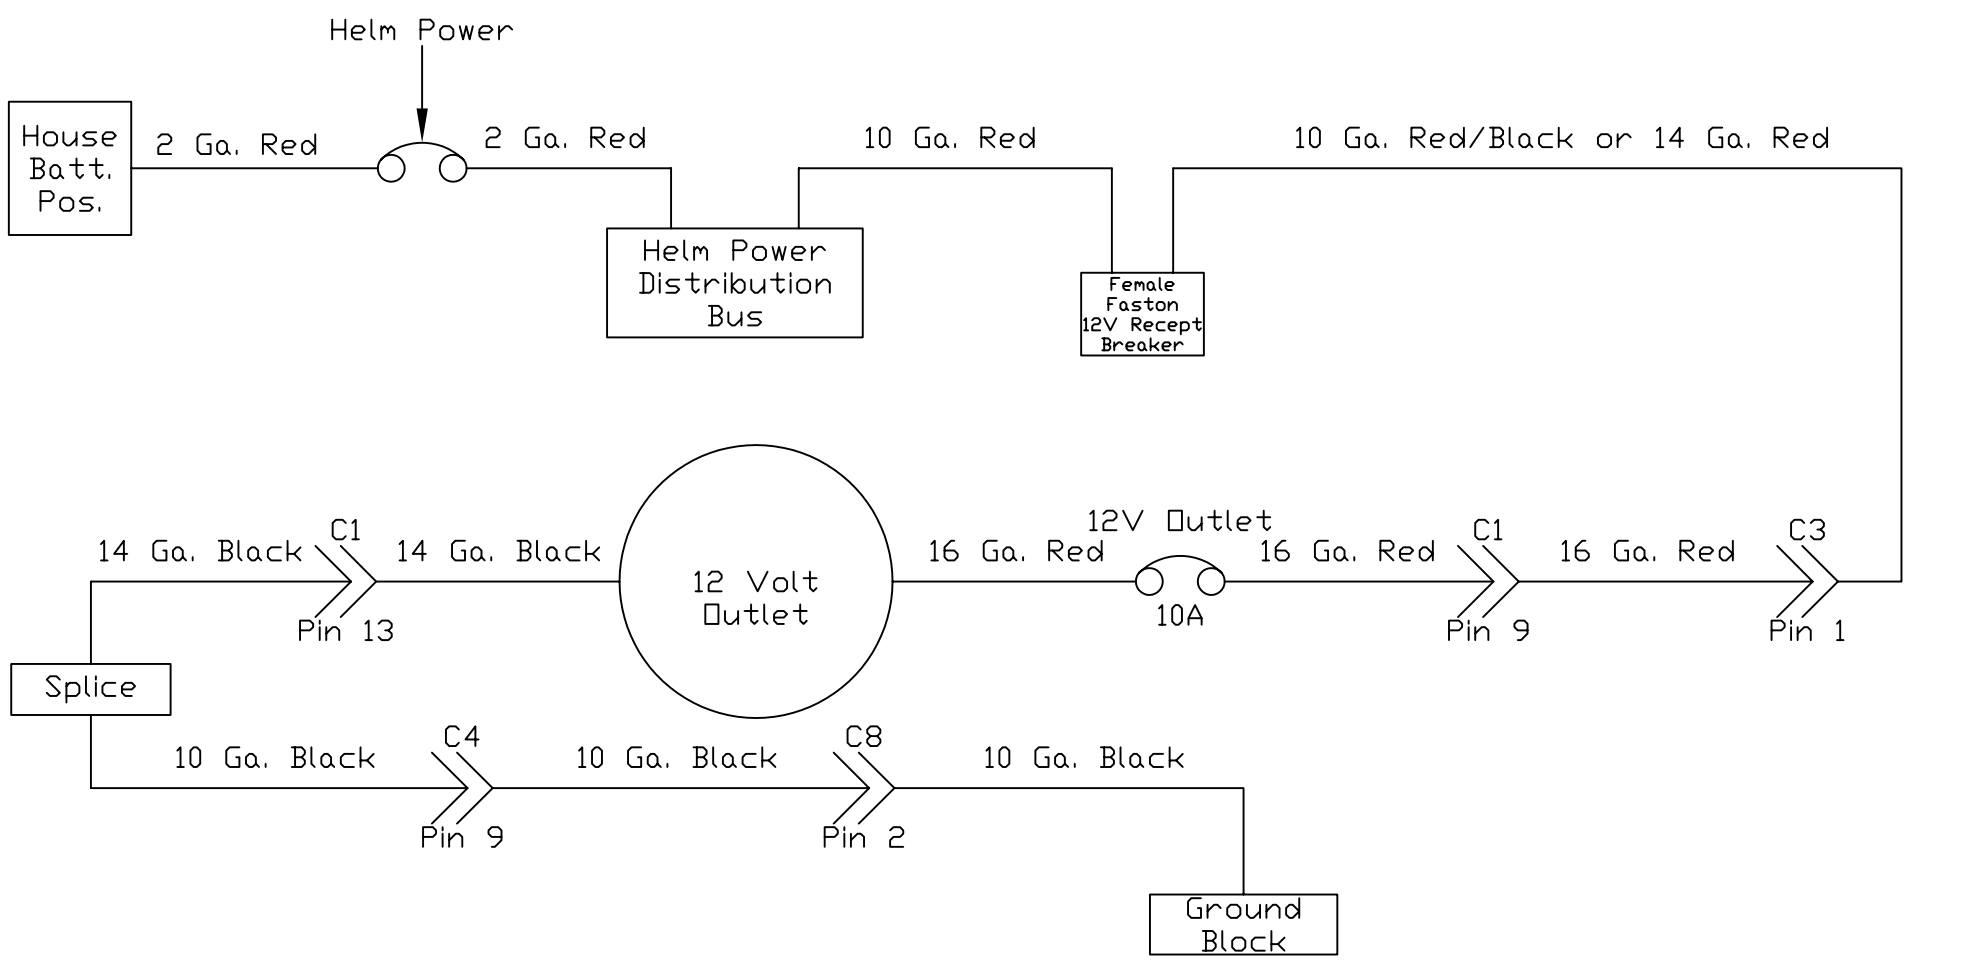 Helm Power
House
Batt.
Pos.
2 Ga. Red
2 Ga. Red
10 Ga. Red
10 Ga. Red/Black or 14 Ga. Red
Helm Power
Distribution
Bus
Female
Faston
12V Recept
Breaker
14 Ga. Black
C1
Pin 13
14 Ga. Black
12 Volt
Outlet
16 Ga. Red
12V Outlet
10A
16 Ga. Red
C1
Pin 9
16 Ga. Red
C3
Pin 1
Splice
10 Ga. Black
C4
Pin 9
10 Ga. Black
C8
Pin 2
10 Ga. Black
Ground
Block